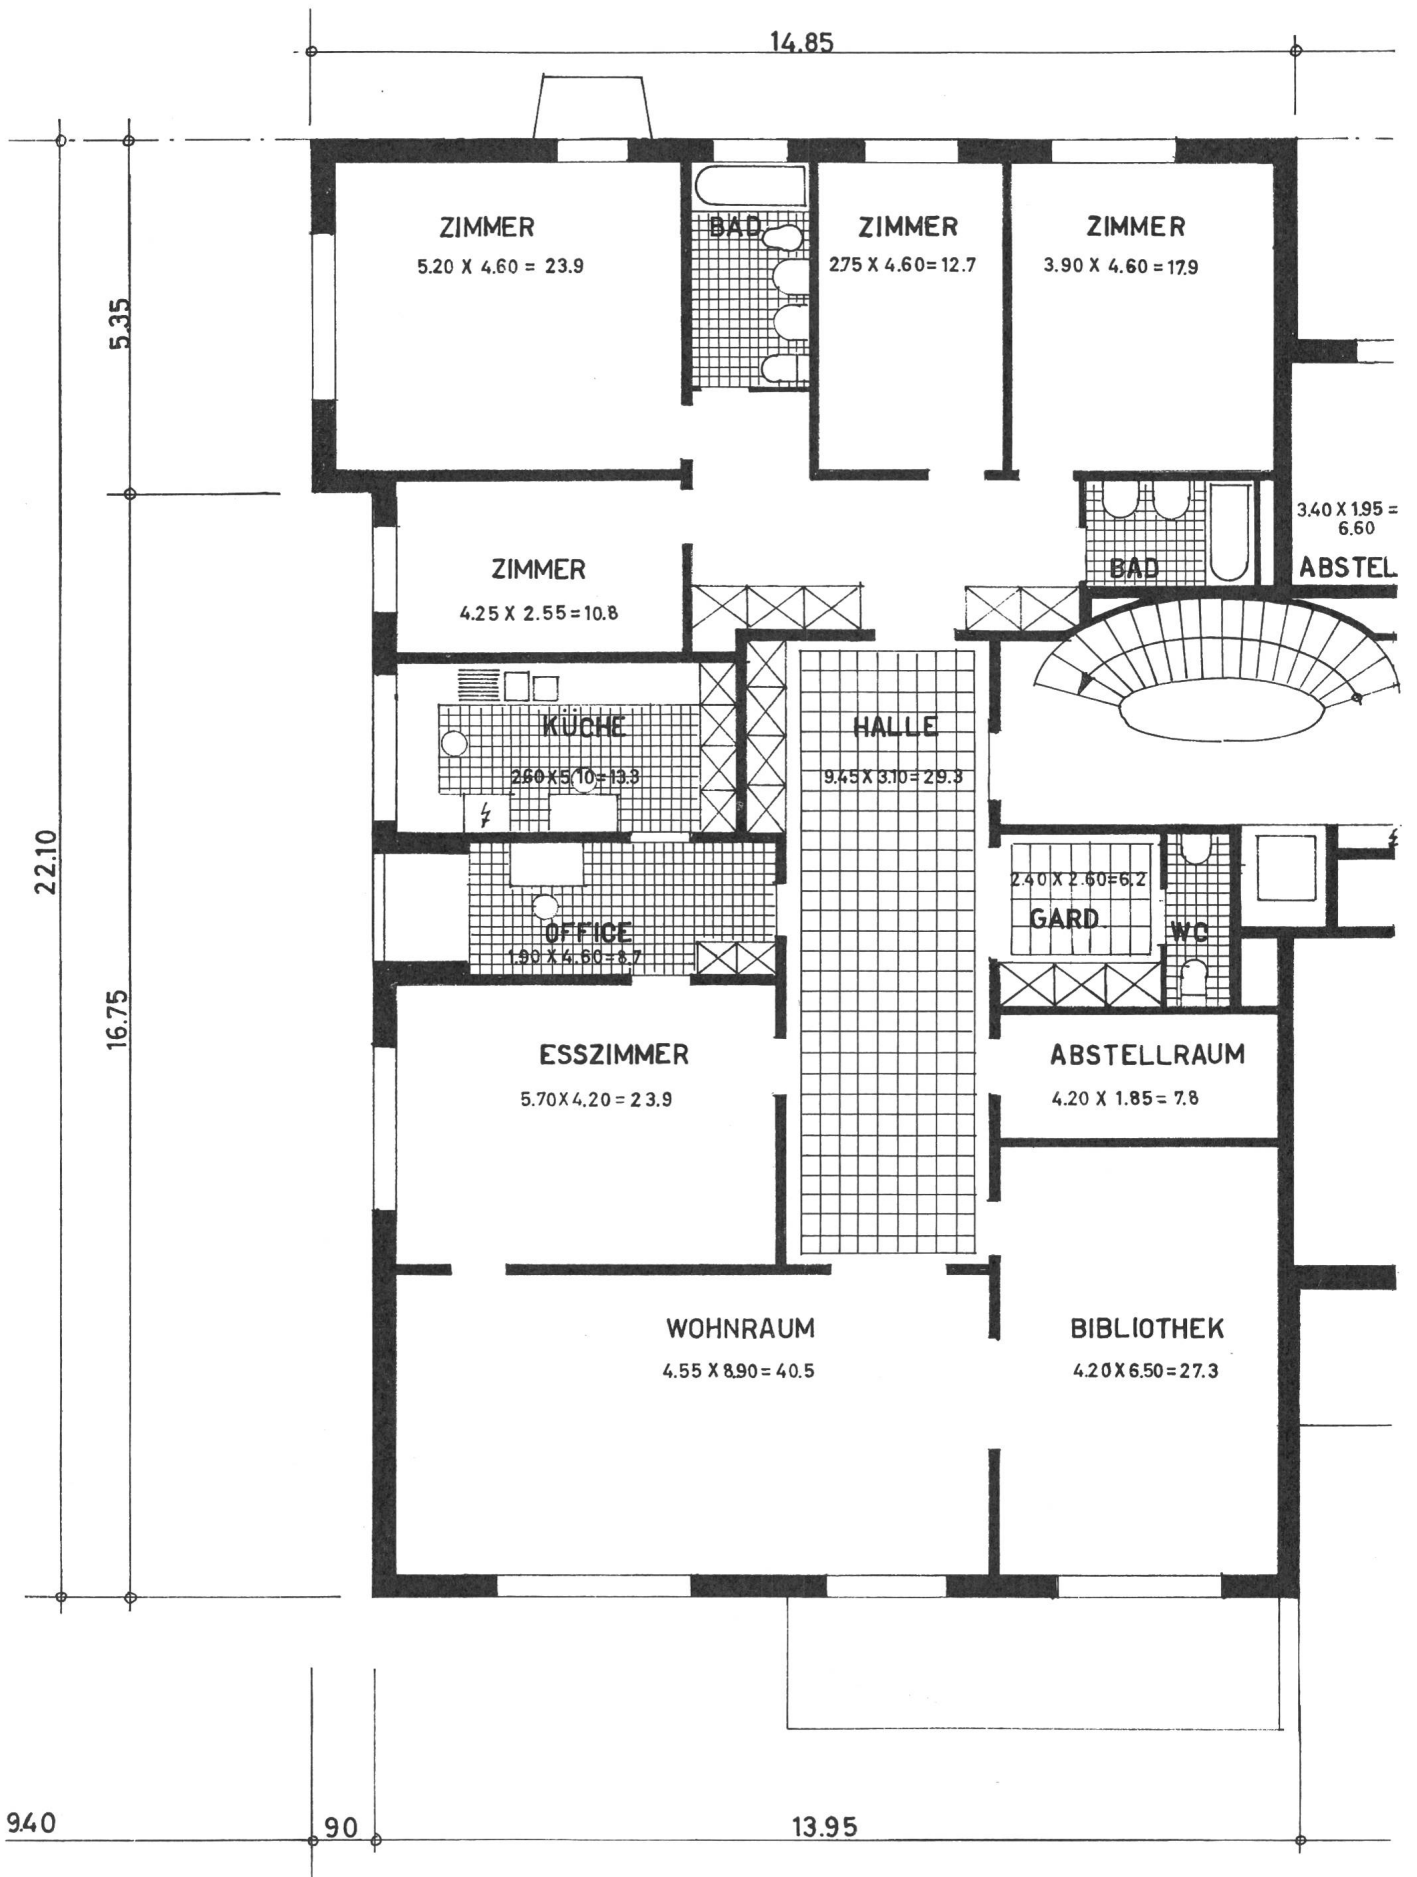 14.85
ZIMMER
5.20 X 4.60 = 23.9
BAD
ZIMMER
2.75 X 4.60 = 12.7
ZIMMER
3.90 X 4.60 = 17.9
5.35
ZIMMER
4.25 X 2.55 = 10.8
BAD
3.40 X 1.95 =
6.60
ABSTEL
KÜCHE
2.60 X 5.10 = 13.3
HALLE
9.45 X 3.10 = 29.3
22.10
OFFICE
1.90 X 4.60 = 8.7
2.40 X 2.60 = 6.2
GARD.
WC
16.75
ESSZIMMER
5.70 X 4.20 = 23.9
ABSTELLRAUM
4.20 X 1.85 = 7.8
WOHNRAUM
4.55 X 8.90 = 40.5
BIBLIOTHEK
4.20 X 6.50 = 27.3
9.40
90
13.95